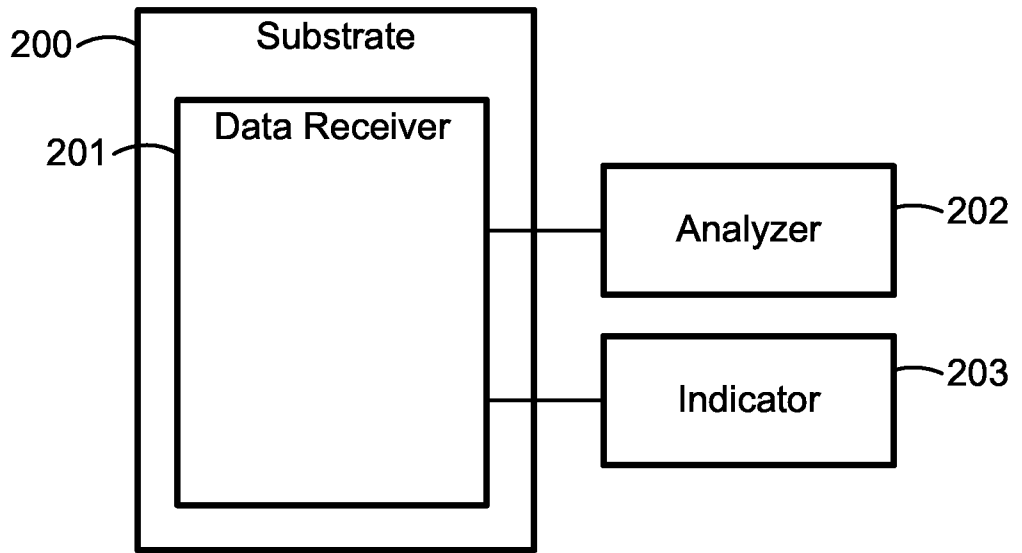 200
Substrate
201
Data Receiver
Analyzer
202
Indicator
203